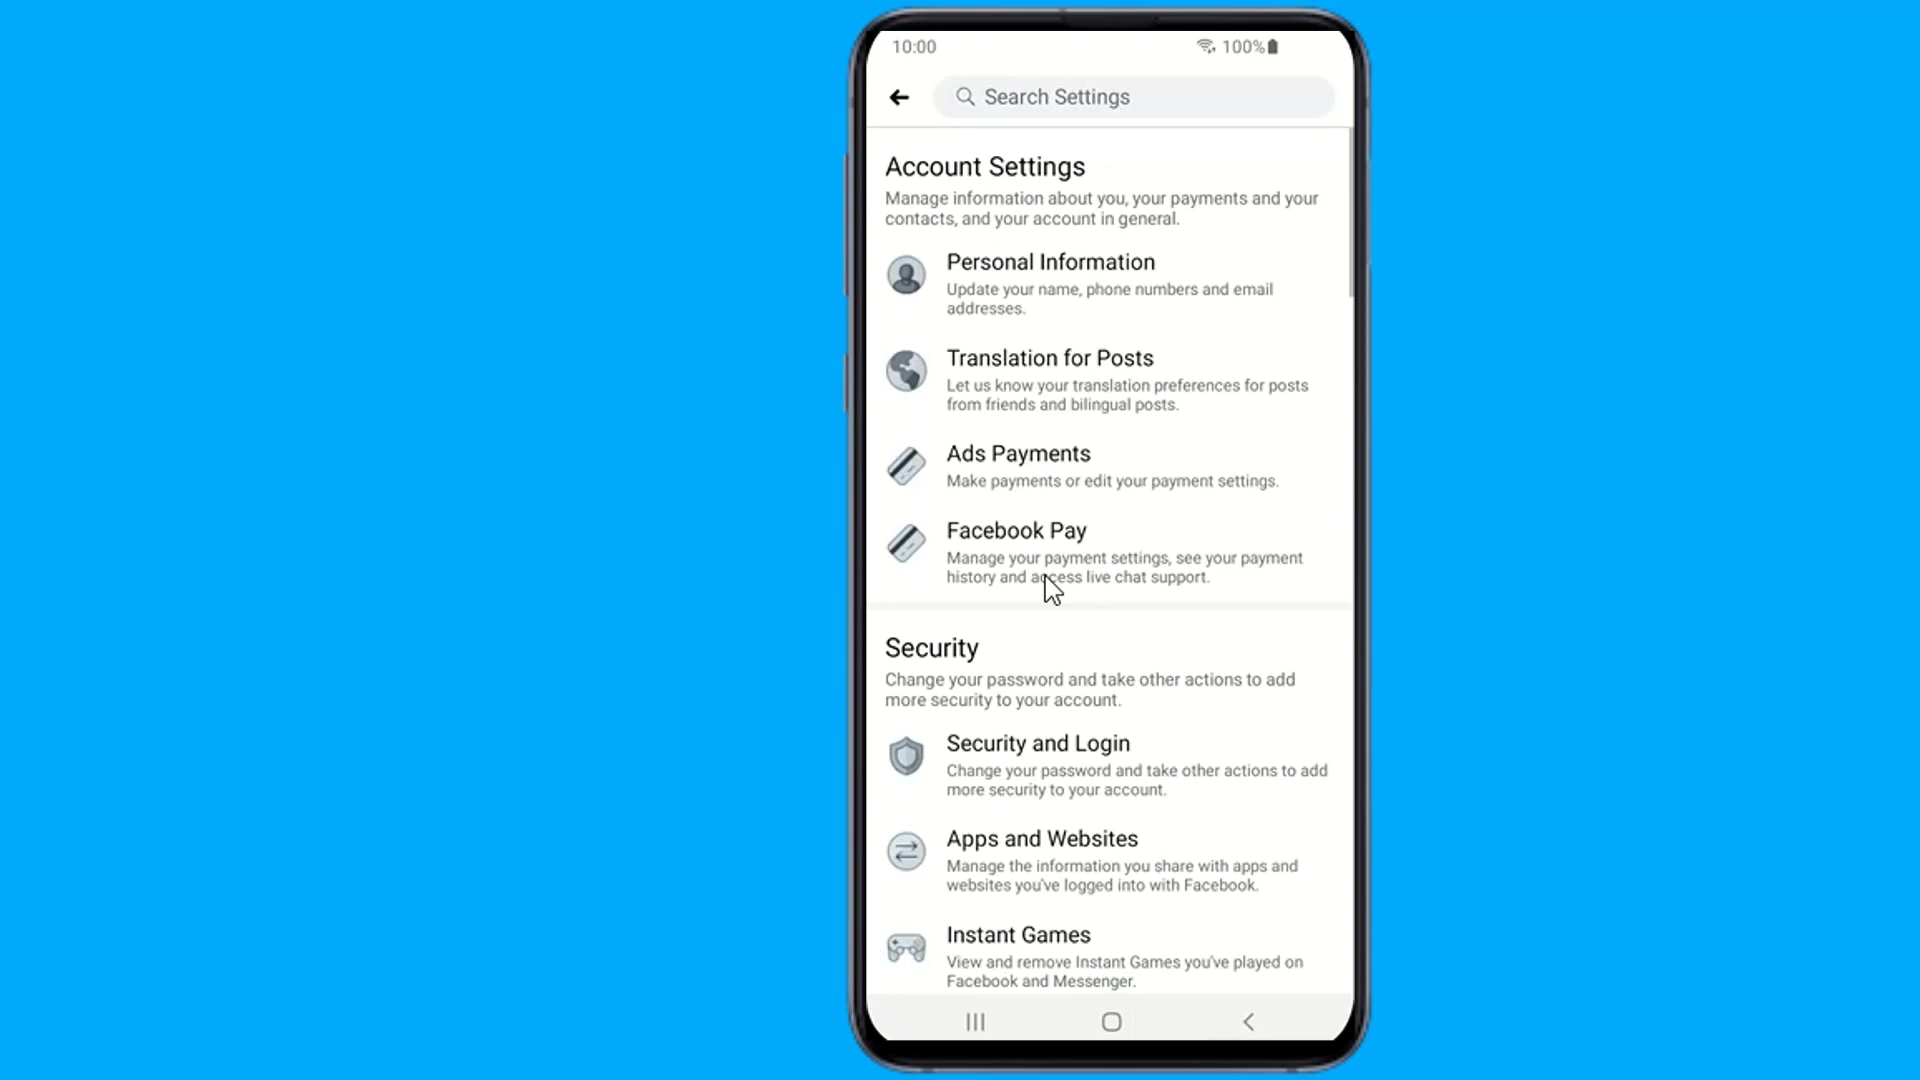 10:00
100%
Search Settings
Account Settings
Manage information about you, your payments and your
contacts, and your account in general.
Personal Information
Update your name, phone numbers and email
addresses.
Translation for Posts
Let us know your translation preferences for posts
from friends and bilingual posts.
Ads Payments
Make payments or edit your payment settings.
Facebook Pay
Manage your payment settings, see your payment
history and access live chat support.
Security
Change your password and take other actions to add
more security to your account.
Security and Login
Change your password and take other actions to add
more security to your account.
Apps and Websites
Manage the information you share with apps and
websites you've logged into with Facebook.
Instant Games
View and remove Instant Games you've played on
Facebook and Messenger.